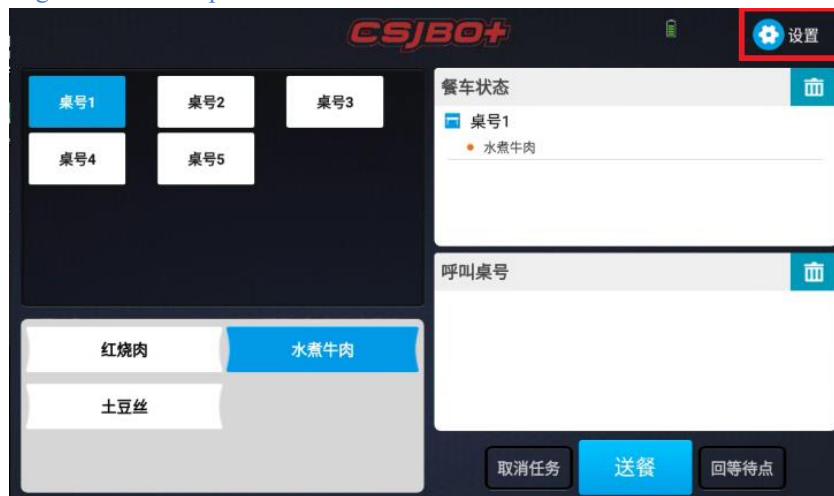 CSJBO+
设置
桌号1
桌号2
桌号3
桌号4
桌号5
餐车状态
桌号1
水煮牛肉
呼叫桌号
红烧肉
水煮牛肉
土豆丝
取消任务
送餐
回等待点